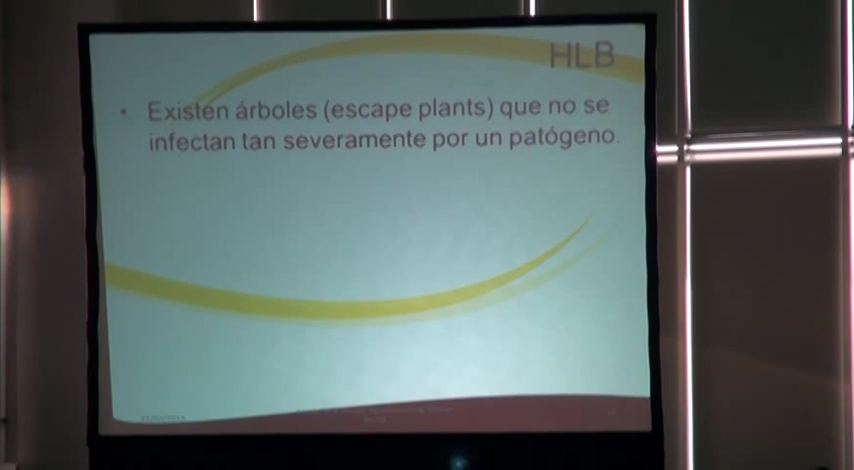 HLB
• Existen árboles (escape plants) que no se
infectan tan severamente por un patógeno.